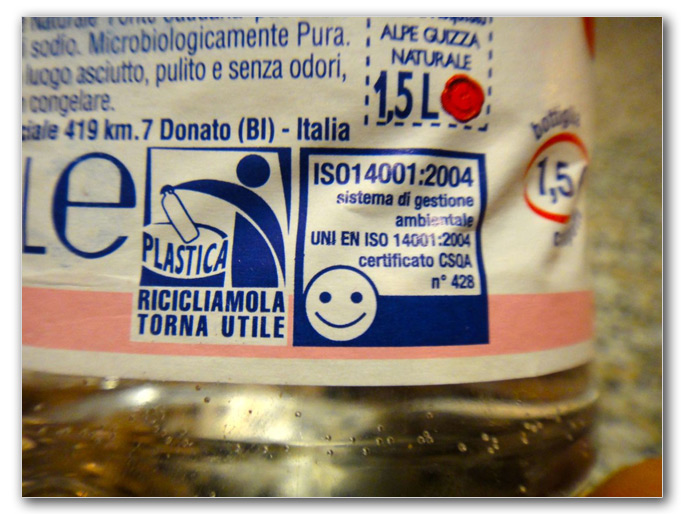 Naturale
sodio. Microbiologicamente Pura.
luogo asciutto, pulito e senza odori,
congelare.
419 km.7 Donato (BI) - Italia
ALPE GUIZZA
NATURALE
1,5 L
bottiglia
1,5
Le
PLASTICA
RICICLIAMOLA
TORNA UTILE
ISO14001:2004
sistema di gestione
ambientale
UNI EN ISO 14001:2004
certificato CSQA
n° 428